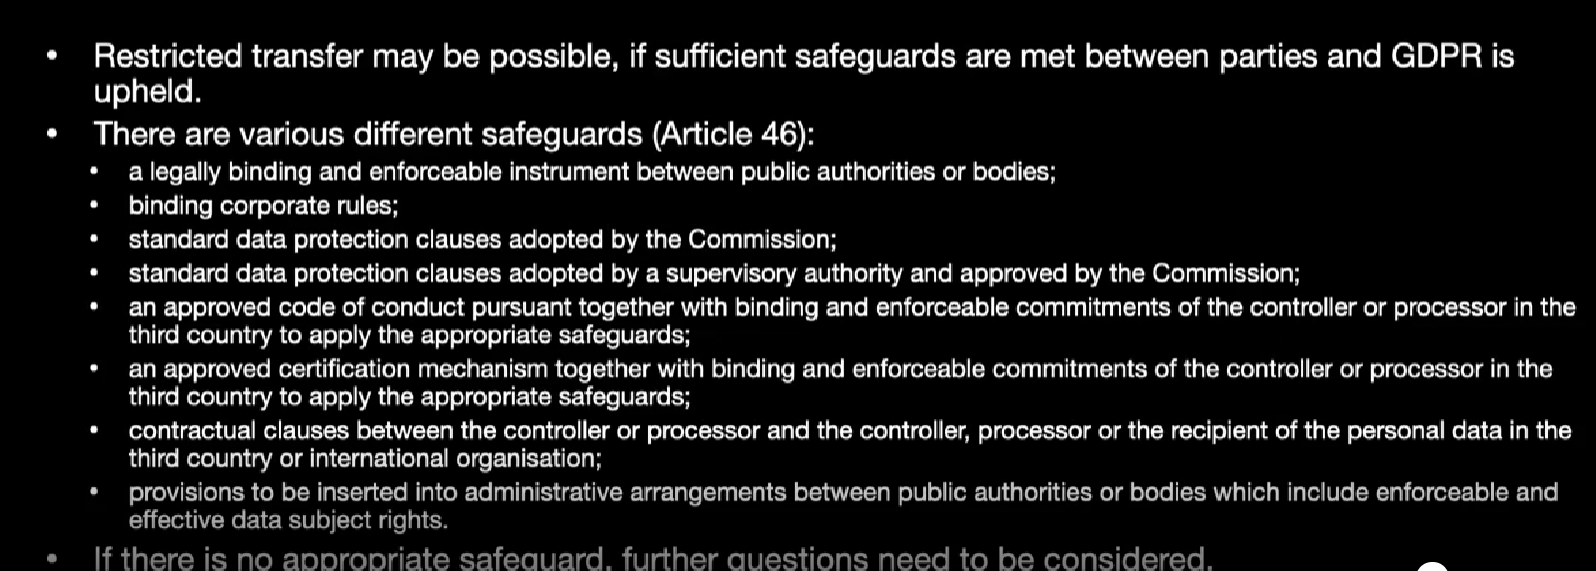 • Restricted transfer may be possible, if sufficient safeguards are met between parties and GDPR is
upheld.
• There are various different safeguards (Article 46):
• a legally binding and enforceable instrument between public authorities or bodies;
• binding corporate rules;
• standard data protection clauses adopted by the Commission;
• standard data protection clauses adopted by a supervisory authority and approved by the Commission;
• an approved code of conduct pursuant together with binding and enforceable commitments of the controller or processor in the
third country to apply the appropriate safeguards;
• an approved certification mechanism together with binding and enforceable commitments of the controller or processor in the
third country to apply the appropriate safeguards;
• contractual clauses between the controller or processor and the controller, processor or the recipient of the personal data in the
third country or international organisation;
• provisions to be inserted into administrative arrangements between public authorities or bodies which include enforceable and
effective data subject rights.
• If there is no appropriate safeguard, further questions need to be considered.